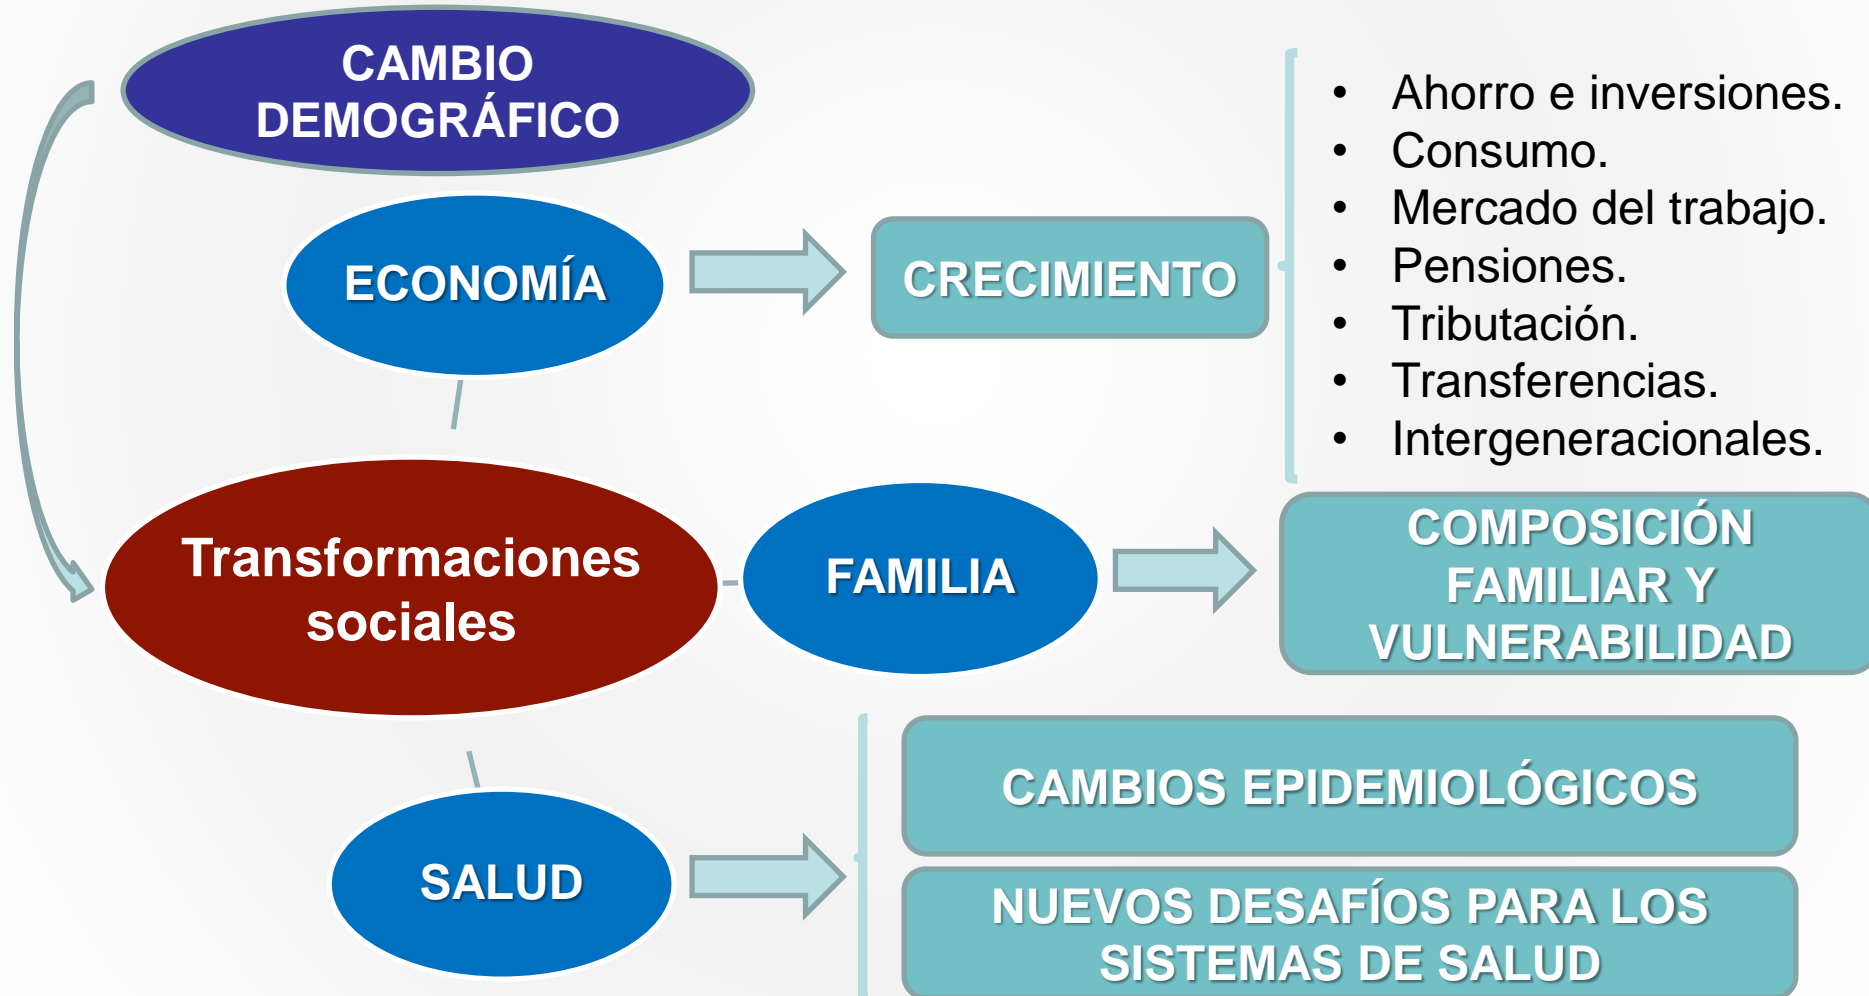 CAMBIO
DEMOGRÁFICO
ECONOMÍA
CRECIMIENTO
• Ahorro e inversiones.
• Consumo.
• Mercado del trabajo.
• Pensiones.
• Tributación.
• Transferencias.
• Intergeneracionales.
Transformaciones
sociales
FAMILIA
COMPOSICIÓN
FAMILIAR Y
VULNERABILIDAD
SALUD
CAMBIOS EPIDEMIOLÓGICOS
NUEVOS DESAFÍOS PARA LOS
SISTEMAS DE SALUD